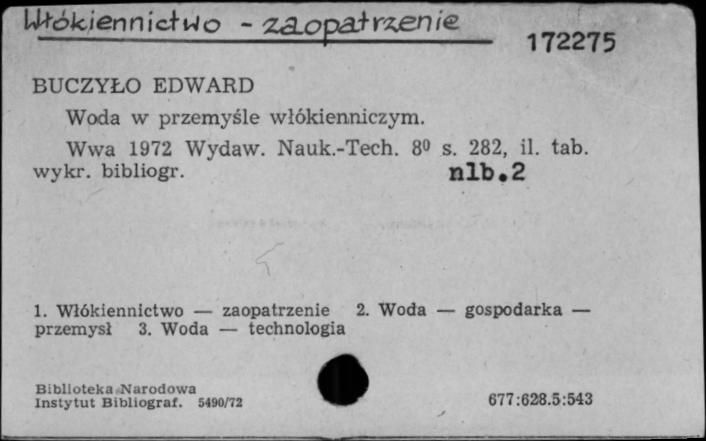 Włókiennictwo - zaopatrzenie
172275
BUCZYŁO EDWARD
Woda w przemyśle włókienniczym.
Wwa 1972 Wydaw. Nauk.-Tech. 8⁰ s. 282, il. tab.
wykr. bibliogr. nlb.2
1. Włókiennictwo — zaopatrzenie 2. Woda — gospodarka —
przemysł 3. Woda — technologia
Biblioteka Narodowa
Instytut Bibliograf. 5490/72
677:628.5:543